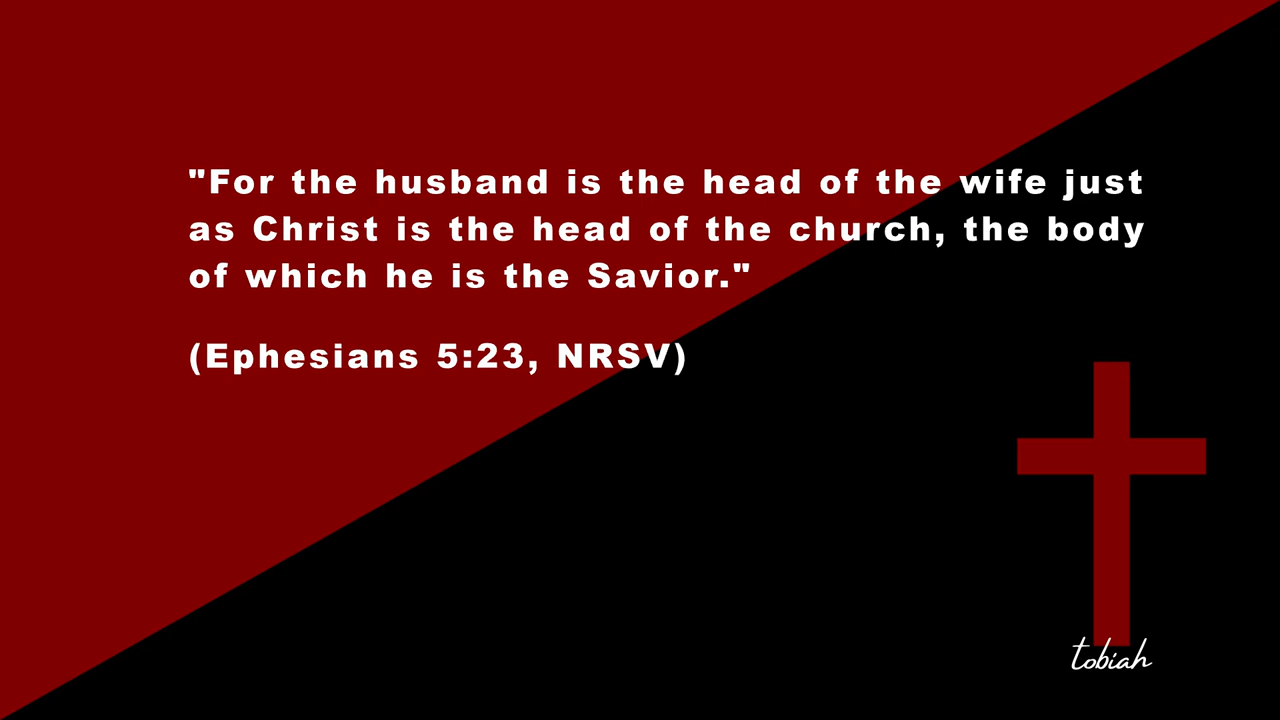 "For the husband is the head of the wife just
as Christ is the head of the church, the body
of which he is the Savior."
(Ephesians 5:23, NRSV)
tobiah